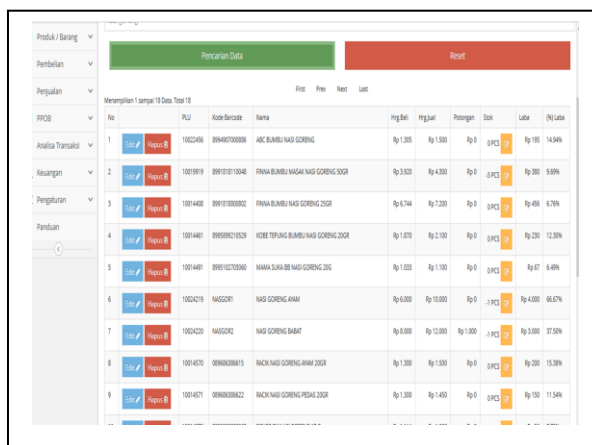 Produk / Barang
Pembelian
Penjualan
PPOB
Analisa Transaksi
Keuangan
Pengaturan
Panduan
Pencarian Data Reset
First Prev Next Last
Menampilkan 1 sampai 18 Data. Total 18
No PLU Kode Barcode Nama Hrg.Beli Hrg.Jual Potongan Stok Laba (%) Laba
1 Edit Hapus 10022456 8994907000886 ABC BUMBU NASI GORENG Rp 1.305 Rp 1.500 Rp 0 0 PCS Rp 195 14.94%
2 Edit Hapus 10019919 8991818110048 FINNA BUMBU MASAK NASI GORENG 50GR Rp 3.920 Rp 4.300 Rp 0 -5 PCS Rp 380 9.69%
3 Edit Hapus 10014400 8991818800802 FINNA BUMBU NASI GORENG 25GR Rp 6.744 Rp 7.200 Rp 0 0 PCS Rp 456 6.76%
4 Edit Hapus 10014461 8995899210529 KOBE TEPUNG BUMBU NASI GORENG 20GR Rp 1.870 Rp 2.100 Rp 0 0 PCS Rp 230 12.30%
5 Edit Hapus 10014491 8995102703060 MAMA SUKA BB NASI GORENG 20G Rp 1.033 Rp 1.100 Rp 0 0 PCS Rp 67 6.49%
6 Edit Hapus 10024219 NASGOR1 NASI GORENG AYAM Rp 6.000 Rp 10.000 Rp 0 -1 PCS Rp 4.000 66.67%
7 Edit Hapus 10024220 NASGOR2 NASI GORENG BABAT Rp 8.000 Rp 12.000 Rp 1.000 -1 PCS Rp 3.000 37.50%
8 Edit Hapus 10014570 089686386615 RACIK NASI GORENG AYAM 20GR Rp 1.300 Rp 1.500 Rp 0 0 PCS Rp 200 15.38%
9 Edit Hapus 10014571 089686386622 RACIK NASI GORENG PEDAS 20GR Rp 1.300 Rp 1.450 Rp 0 0 PCS Rp 150 11.54%